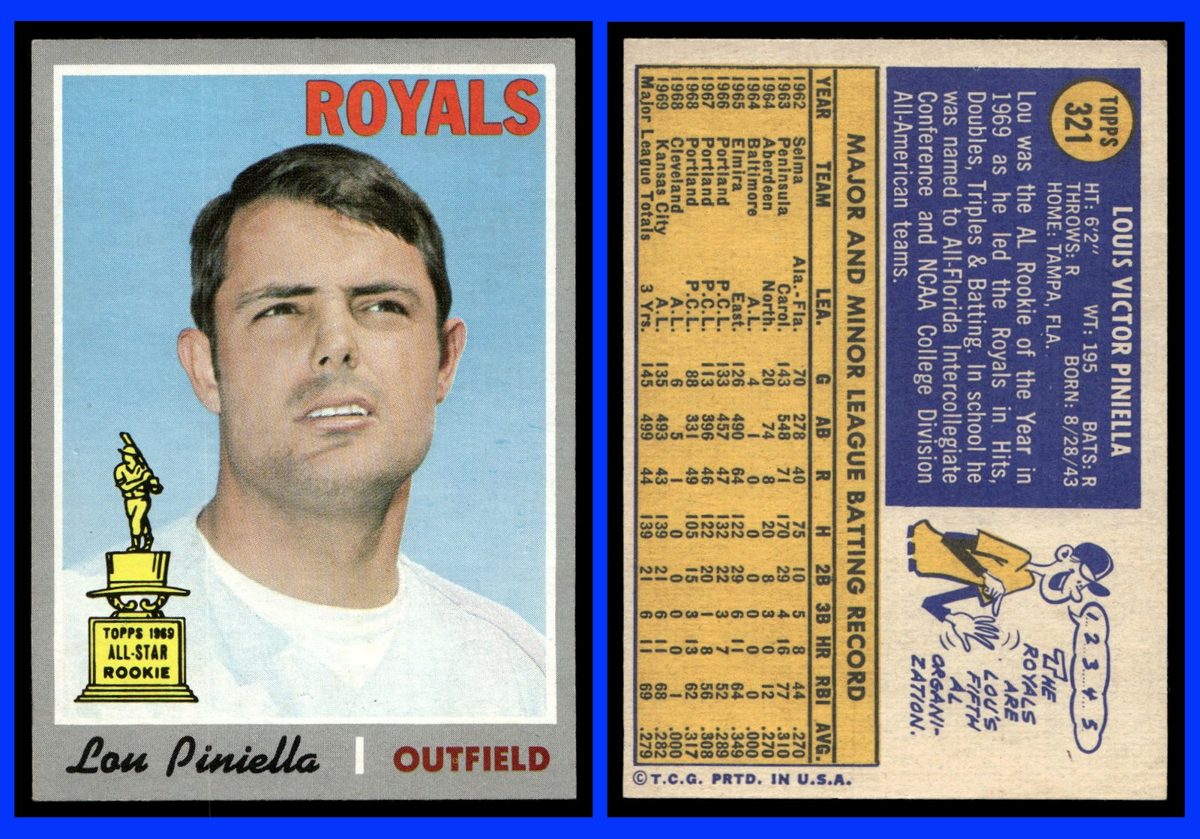 ROYALS
TOPPS 1969
ALL-STAR
ROOKIE
Lou Piniella | OUTFIELD
TOPPS
321
LOUIS VICTOR PINIELLA
HT: 6'2" WT: 195 BATS: R
THROWS: R BORN: 8/28/43
HOME: TAMPA, FLA.
Lou was the AL Rookie of the Year in
1969 as he led the Royals in Hits,
Doubles, Triples & Batting. In school he
was named to All-Florida Intercollegiate
Conference and NCAA College Division
All-American teams.
1..2..3..4..5
THE
ROYALS
ARE
LOU'S
FIFTH
AL
ORGANI-
ZATION.
MAJOR AND MINOR LEAGUE BATTING RECORD
YEAR TEAM LEA. G AB R H 2B 3B HR RBI AVG.
1962 Selma Ala.-Fla. 70 278 40 75 10 5 8 44 .270
1963 Peninsula Carol. 143 548 71 170 29 4 16 77 .310
1964 Aberdeen North. 20 74 8 20 8 3 0 12 .270
1964 Baltimore A.L. 4 1 0 0 0 0 0 0 .000
1965 Elmira East. 126 490 64 122 29 6 11 64 .349
1966 Portland P.C.L. 133 457 47 132 22 3 7 52 .289
1967 Portland P.C.L. 113 396 46 122 20 1 8 56 .308
1968 Portland P.C.L. 88 331 49 105 15 3 13 62 .317
1968 Cleveland A.L. 6 5 1 0 0 0 0 1 .000
1969 Kansas City A.L. 135 493 43 139 21 6 11 68 .282
Major League Totals 3 Yrs. 145 499 44 139 21 6 11 69 .279
© T.C.G. PRTD. IN U.S.A.